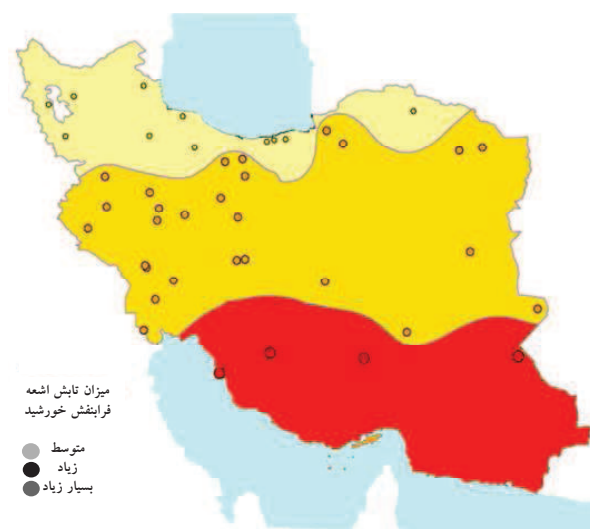 میزان تابش اشعه
فرابنفش خورشید
متوسط
زیاد
بسیار زیاد